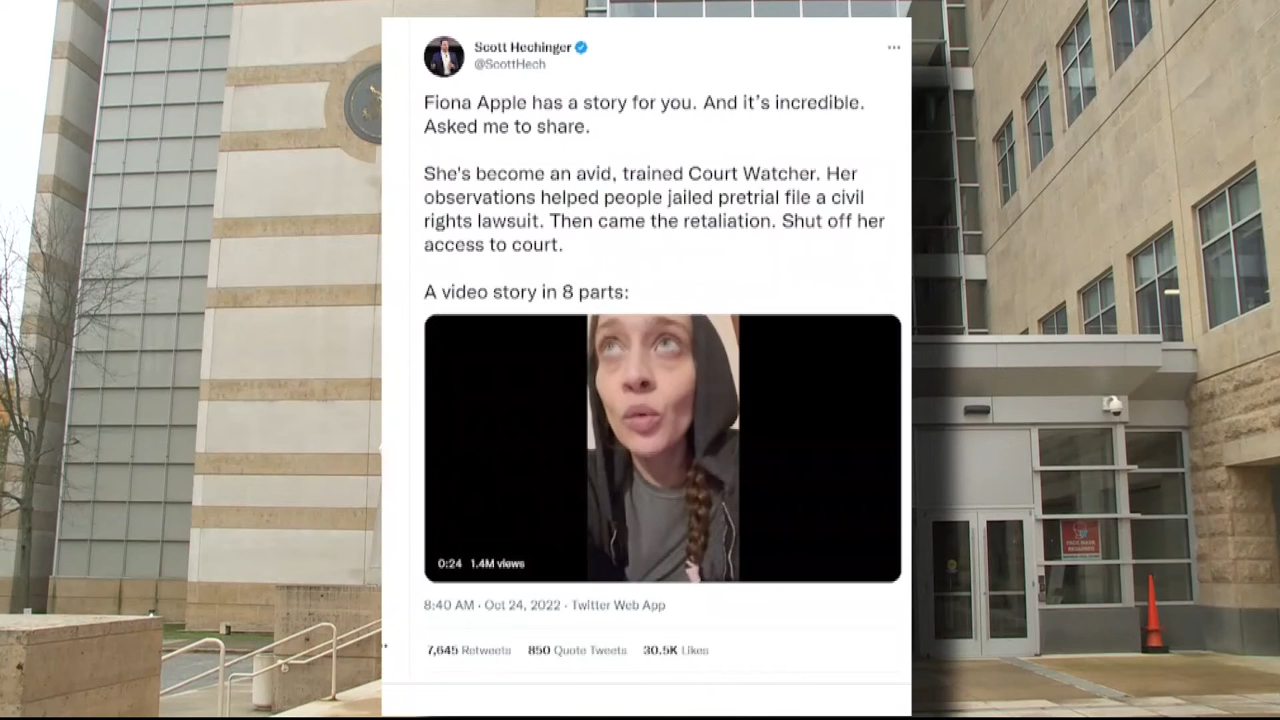 Scott Hechinger
@ScottHech
Fiona Apple has a story for you. And it's incredible.
Asked me to share.
She's become an avid, trained Court Watcher. Her
observations helped people jailed pretrial file a civil
rights lawsuit. Then came the retaliation. Shut off her
access to court.
A video story in 8 parts:
0:24 1.4M views
8:40 AM · Oct 24, 2022 · Twitter Web App
7,645 Retweets 850 Quote Tweets 30.5K Likes
FACE MASK
REQUIRED